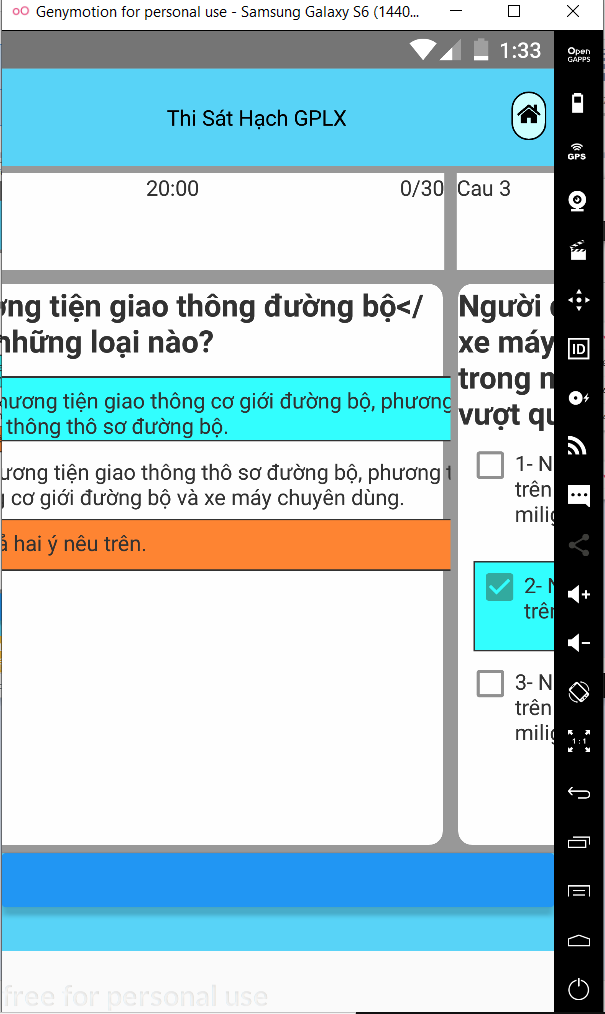 Genymotion for personal use - Samsung Galaxy S6 (1440...
1:33
Open
GAPPS
Thi Sát Hạch GPLX
GPS
20:00
0/30
Cau 3
ơng tiện giao thông đường bộ</
những loại nào?
hương tiện giao thông cơ giới đường bộ, phương
thông thô sơ đường bộ.
ương tiện giao thông thô sơ đường bộ, phương t
g cơ giới đường bộ và xe máy chuyên dùng.
ả hai ý nêu trên.
Người
xe máy
trong
vượt qu
1- N
trên
milig
2- N
trên
3- N
trên
milig
ID
1:1
free for personal use